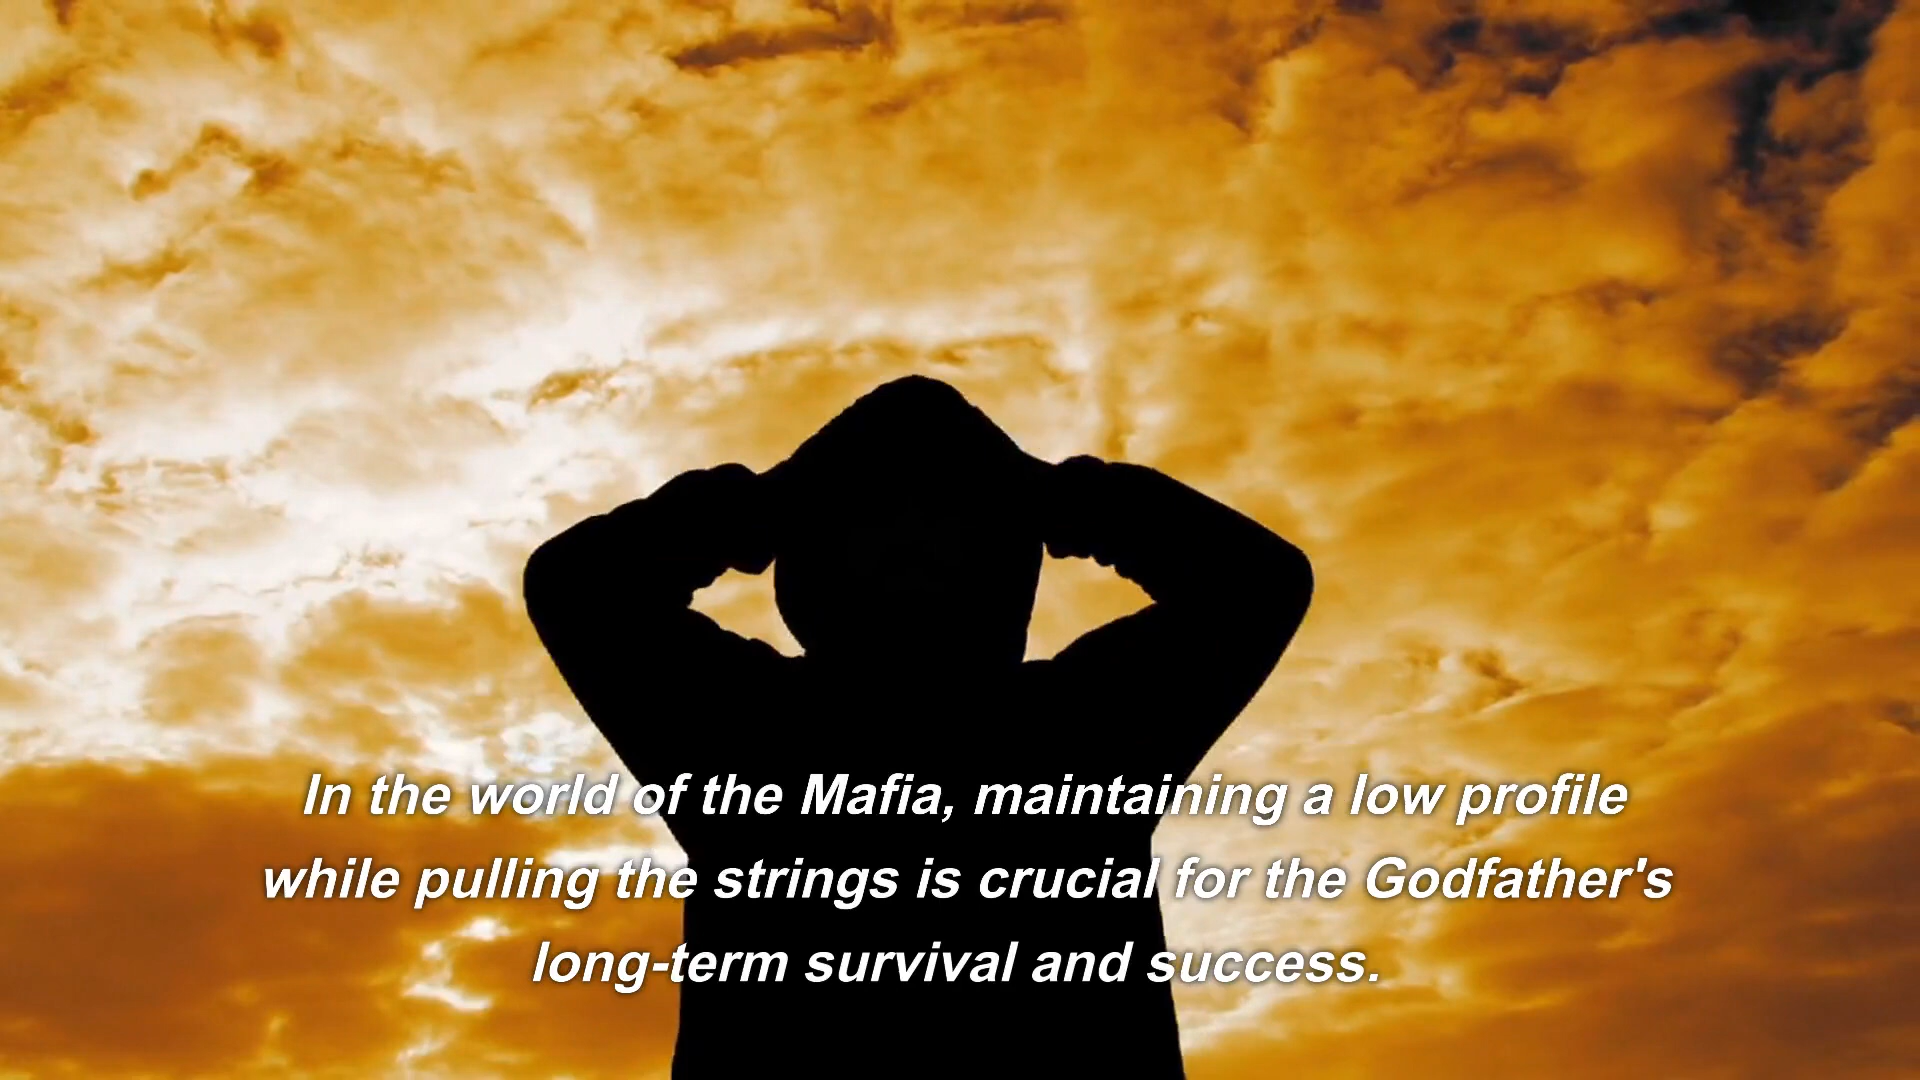 In the world of the Mafia, maintaining a low profile
while pulling the strings is crucial for the Godfather's
long-term survival and success.